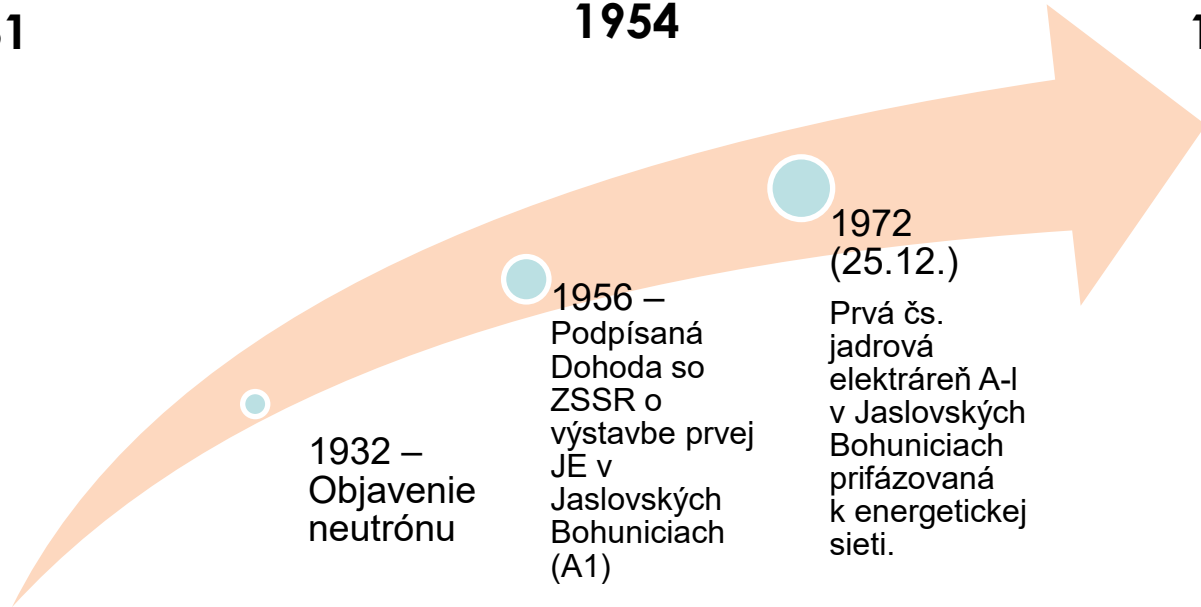 1954
1932 –
Objavenie
neutrónu
1956 –
Podpísaná
Dohoda so
ZSSR o
výstavbe prvej
JE v
Jaslovských
Bohuniciach
(A1)
1972
(25.12.)
Prvá čs.
jadrová
elektráreň A-l
v Jaslovských
Bohuniciach
prifázovaná
k energetickej
sieti.